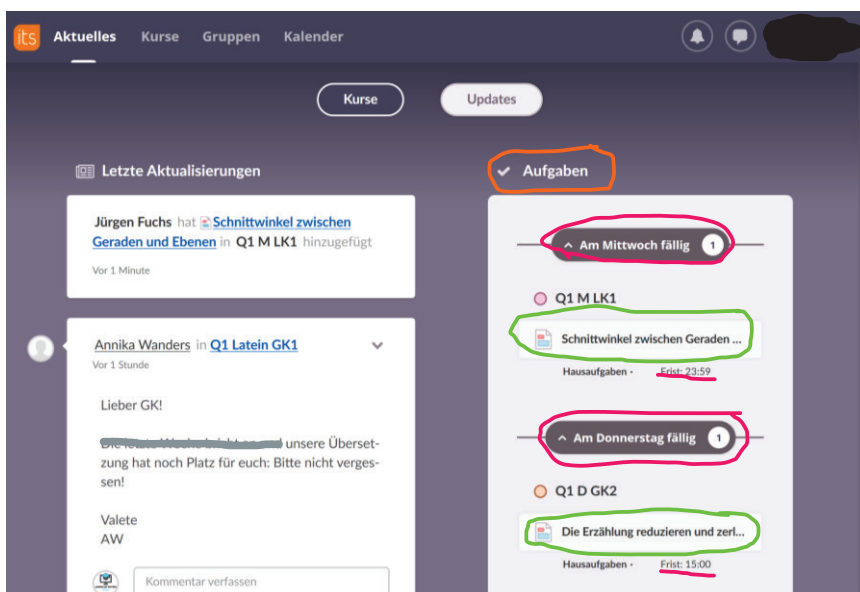 its Aktuelles Kurse Gruppen Kalender
Kurse Updates
Letzte Aktualisierungen
Jürgen Fuchs hat Schnittwinkel zwischen
Geraden und Ebenen in Q1 M LK1 hinzugefügt
Vor 1 Minute
Annika Wanders in Q1 Latein GK1
Vor 1 Stunde
Lieber GK!
unsere Überset-
zung hat noch Platz für euch: Bitte nicht verges-
sen!
Valete
AW
Kommentar verfassen
Aufgaben
Am Mittwoch fällig 1
Q1 M LK1
Schnittwinkel zwischen Geraden ...
Hausaufgaben · Frist: 23:59
Am Donnerstag fällig 1
Q1 D GK2
Die Erzählung reduzieren und zerl...
Hausaufgaben · Frist: 15:00